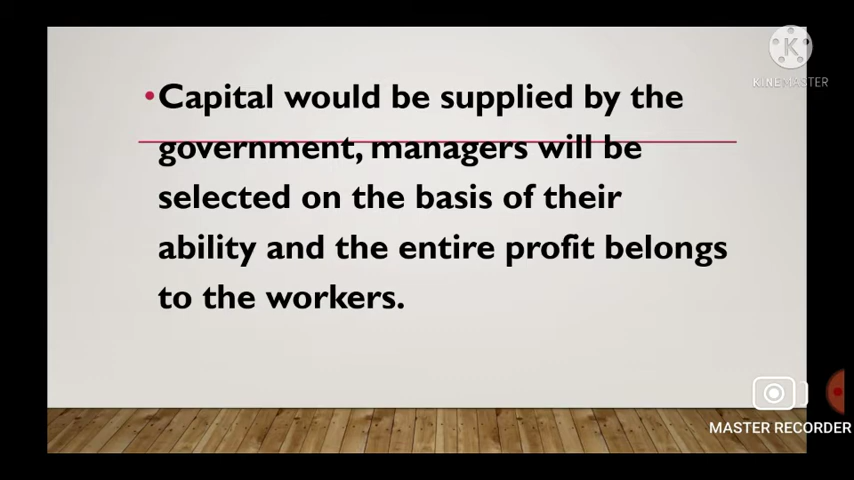 •Capital would be supplied by the
government, managers will be
selected on the basis of their
ability and the entire profit belongs
to the workers.
K
KINEMASTER
MASTER RECORDER